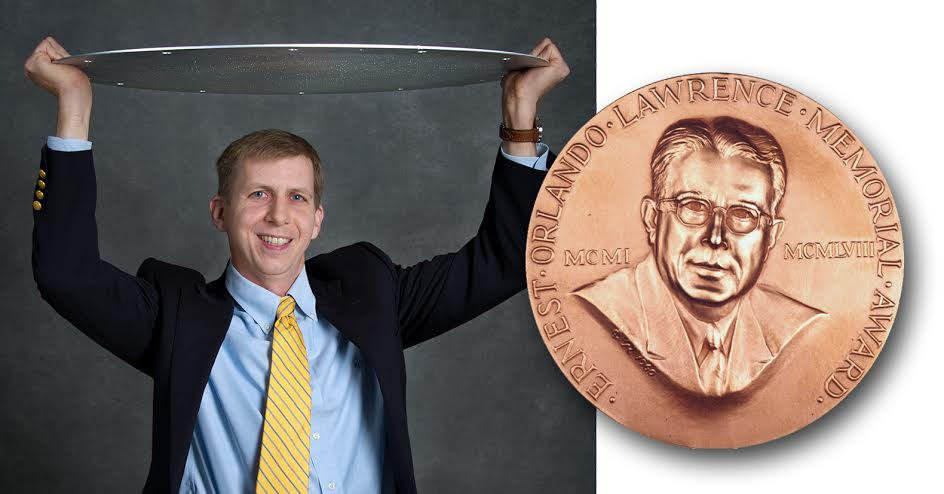 ERNEST · ORLANDO · LAWRENCE · MEMORIAL · AWARD ·
MCMI
MCMLVIII